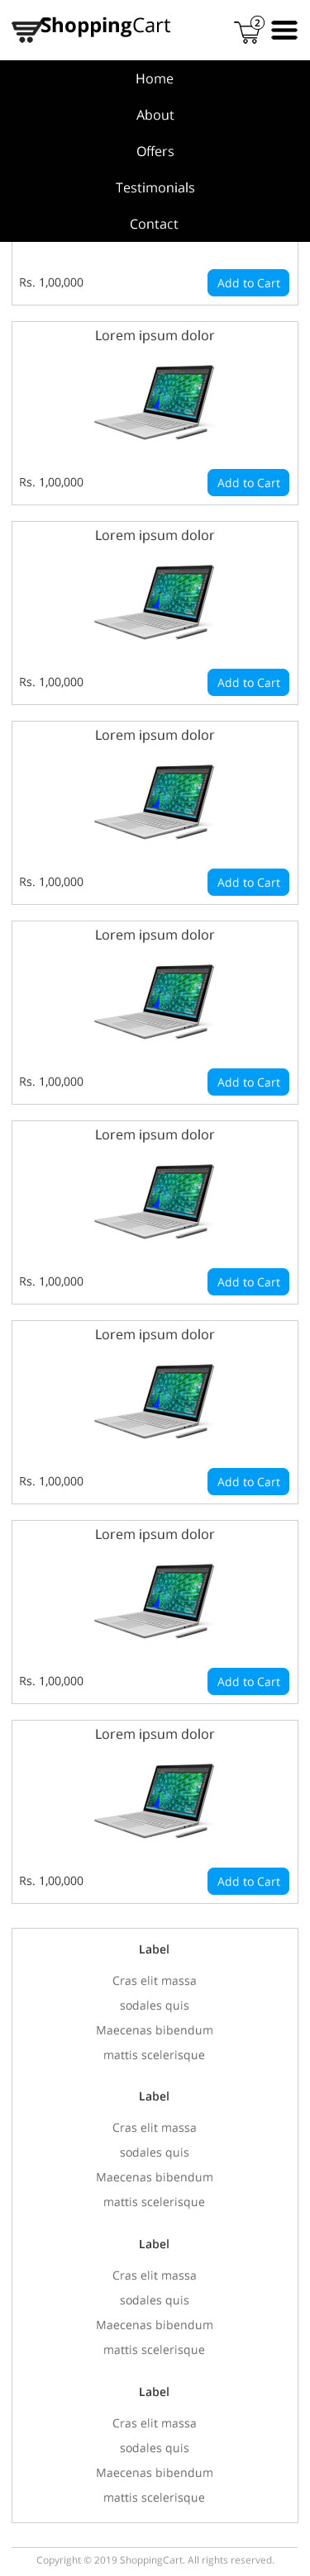 ShoppingCart
2
Home
About
Offers
Testimonials
Contact
Rs. 1,00,000 Add to Cart
Lorem ipsum dolor
Rs. 1,00,000 Add to Cart
Lorem ipsum dolor
Rs. 1,00,000 Add to Cart
Lorem ipsum dolor
Rs. 1,00,000 Add to Cart
Lorem ipsum dolor
Rs. 1,00,000 Add to Cart
Lorem ipsum dolor
Rs. 1,00,000 Add to Cart
Lorem ipsum dolor
Rs. 1,00,000 Add to Cart
Lorem ipsum dolor
Rs. 1,00,000 Add to Cart
Lorem ipsum dolor
Rs. 1,00,000 Add to Cart
Label
Cras elit massa
sodales quis
Maecenas bibendum
mattis scelerisque
Label
Cras elit massa
sodales quis
Maecenas bibendum
mattis scelerisque
Label
Cras elit massa
sodales quis
Maecenas bibendum
mattis scelerisque
Label
Cras elit massa
sodales quis
Maecenas bibendum
mattis scelerisque
Copyright © 2019 ShoppingCart. All rights reserved.